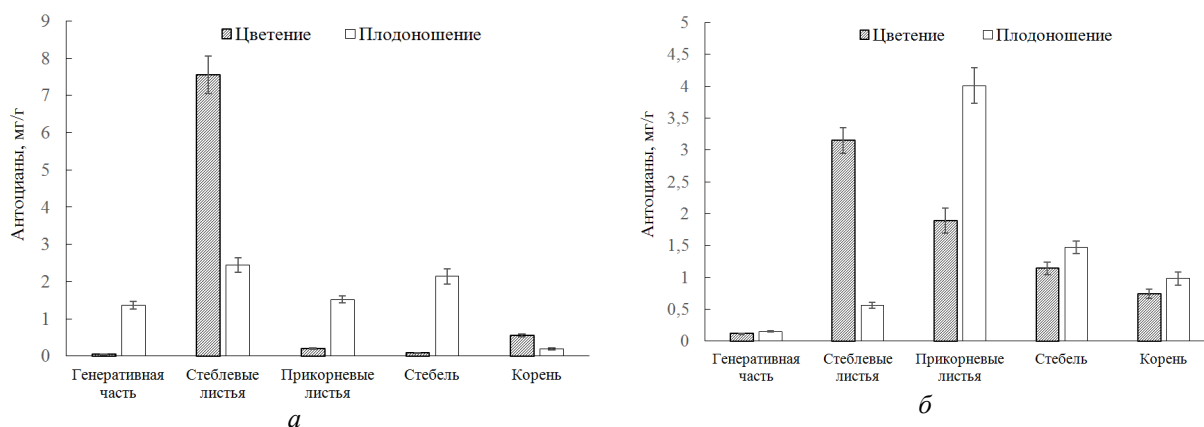 9
8
7
6
5
4
3
2
1
0
Антоцианы, мг/г
Цветение Плодоношение
Генеративная часть
Стеблевые листья
Прикорневые листья
Стебель
Корень
а
5
4,5
4
3,5
3
2,5
2
1,5
1
0,5
0
Антоцианы, мг/г
Цветение Плодоношение
Генеративная часть
Стеблевые листья
Прикорневые листья
Стебель
Корень
б